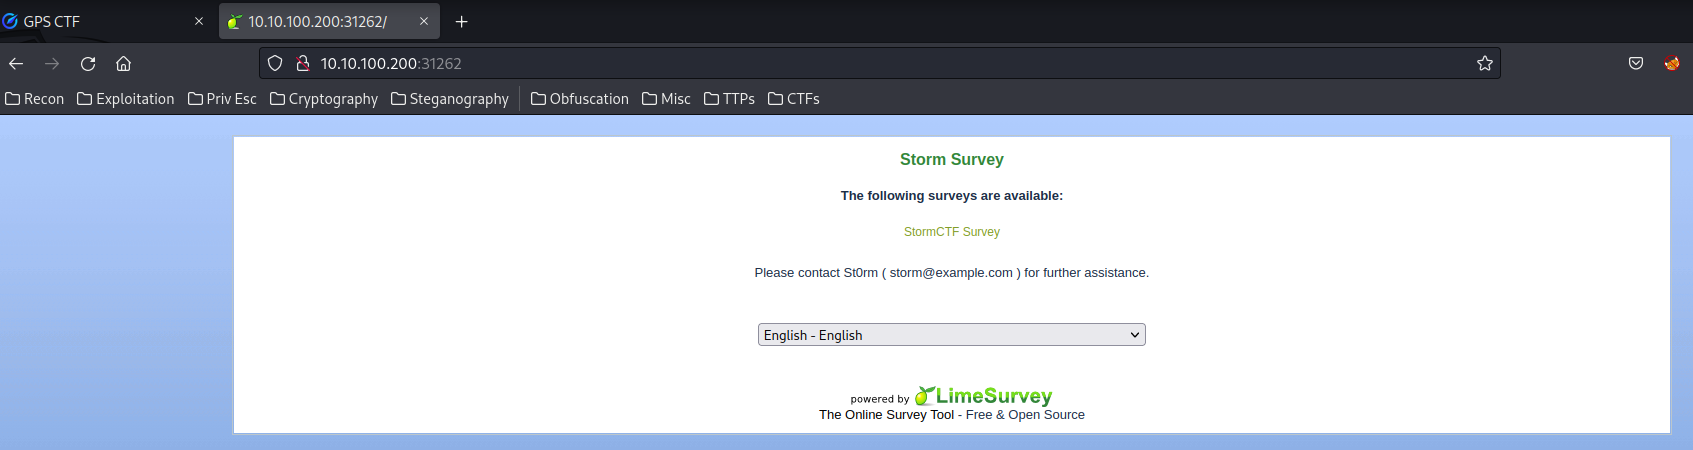 GPS CTF
10.10.100.200:31262/
10.10.100.200:31262
Recon Exploitation Priv Esc Cryptography Steganography Obfuscation Misc TTPs CTFs
Storm Survey
The following surveys are available:
StormCTF Survey
Please contact St0rm ( storm@example.com ) for further assistance.
English - English
powered by LimeSurvey
The Online Survey Tool - Free & Open Source